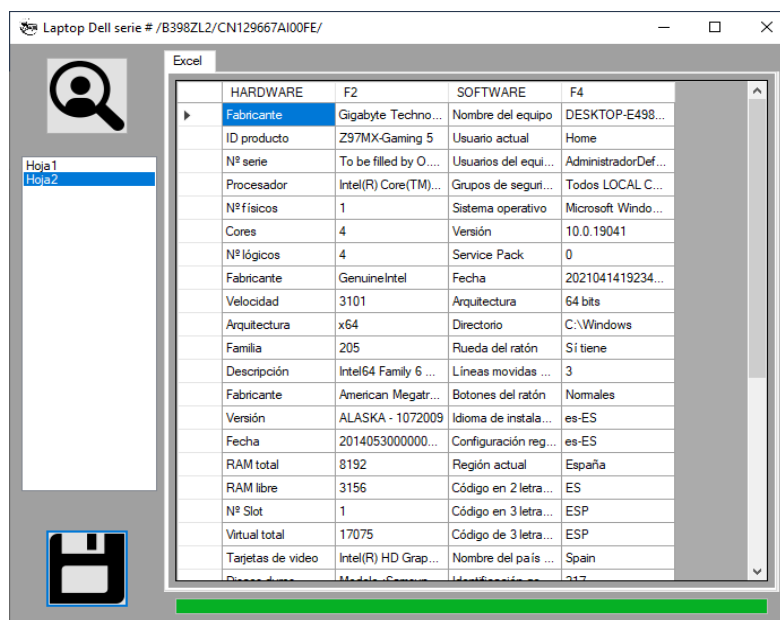 Laptop Dell serie # /B398ZL2/CN129667AI00FE/
Excel
Hoja1
Hoja2
HARDWARE F2 SOFTWARE F4
Fabricante Gigabyte Techno... Nombre del equipo DESKTOP-E498...
ID producto Z97MX-Gaming 5 Usuario actual Home
Nº serie To be filled by O.... Usuarios del equi... AdministradorDef...
Procesador Intel(R) Core(TM)... Grupos de seguri... Todos LOCAL C...
Nº físicos 1 Sistema operativo Microsoft Windo...
Cores 4 Versión 10.0.19041
Nº lógicos 4 Service Pack 0
Fabricante GenuineIntel Fecha 2021041419234...
Velocidad 3101 Arquitectura 64 bits
Arquitectura x64 Directorio C:\Windows
Familia 205 Rueda del ratón Sí tiene
Descripción Intel64 Family 6 ... Líneas movidas ... 3
Fabricante American Megatr... Botones del ratón Normales
Versión ALASKA - 1072009 Idioma de instala... es-ES
Fecha 2014053000000... Configuración reg... es-ES
RAM total 8192 Región actual España
RAM libre 3156 Código en 2 letra... ES
Nº Slot 1 Código en 3 letra... ESP
Virtual total 17075 Código de 3 letra... ESP
Tarjetas de video Intel(R) HD Grap... Nombre del país ... Spain